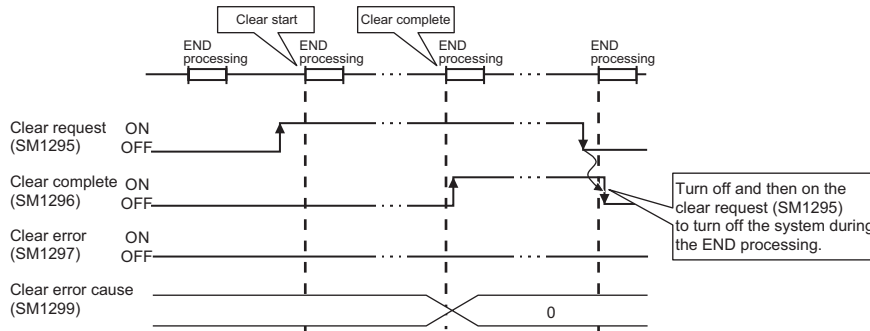 Clear start
Clear complete
END
processing
END
processing
END
processing
END
processing
Clear request
(SM1295)
ON
OFF
Clear complete
(SM1296)
ON
OFF
Turn off and then on the
clear request (SM1295)
to turn off the system during
the END processing.
Clear error
(SM1297)
ON
OFF
Clear error cause
(SM1299)
0